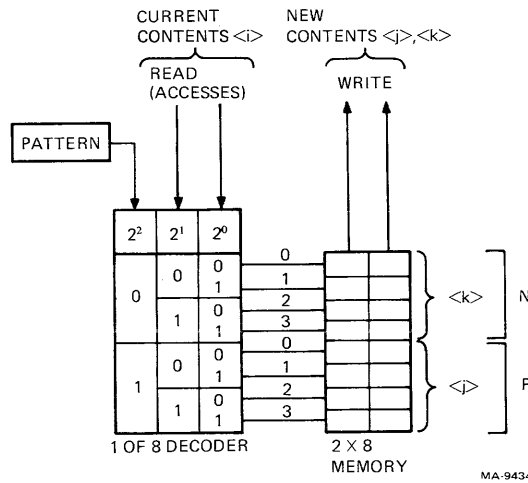 CURRENT
CONTENTS <i>
NEW
CONTENTS <j>,<k>
READ
(ACCESSES)
WRITE
PATTERN
2² 2¹ 2⁰
0
0
0
1
1
0
1
1
0
0
1
1
0
1
0
1
2
3
0
1
2
3
<k>
N
<j>
P
1 OF 8 DECODER
2 X 8
MEMORY
MA-9434